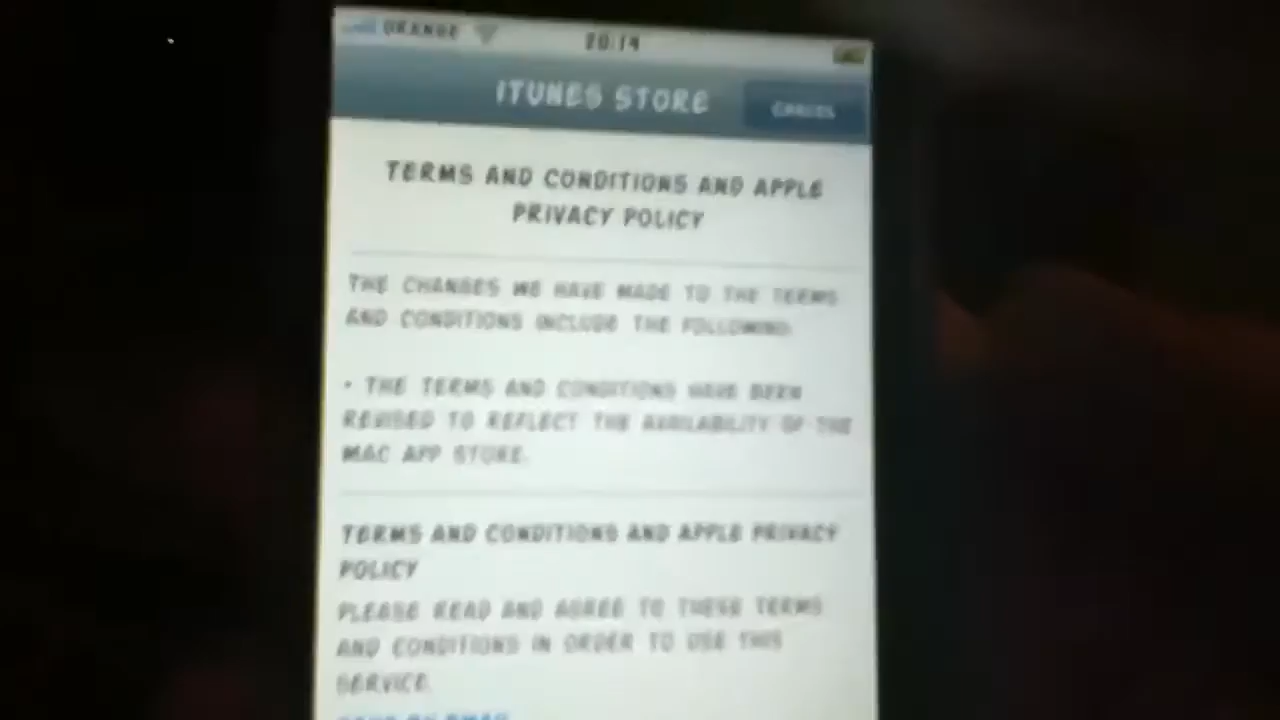 ORANGE 20:14
ITUNES STORE CANCEL
TERMS AND CONDITIONS AND APPLE
PRIVACY POLICY
THE CHANGES WE HAVE MADE TO THE TERMS
AND CONDITIONS INCLUDE THE FOLLOWING:
• THE TERMS AND CONDITIONS HAVE BEEN
REVISED TO REFLECT THE AVAILABILITY OF THE
MAC APP STORE.
TERMS AND CONDITIONS AND APPLE PRIVACY
POLICY
PLEASE READ AND AGREE TO THESE TERMS
AND CONDITIONS IN ORDER TO USE THIS
SERVICE.